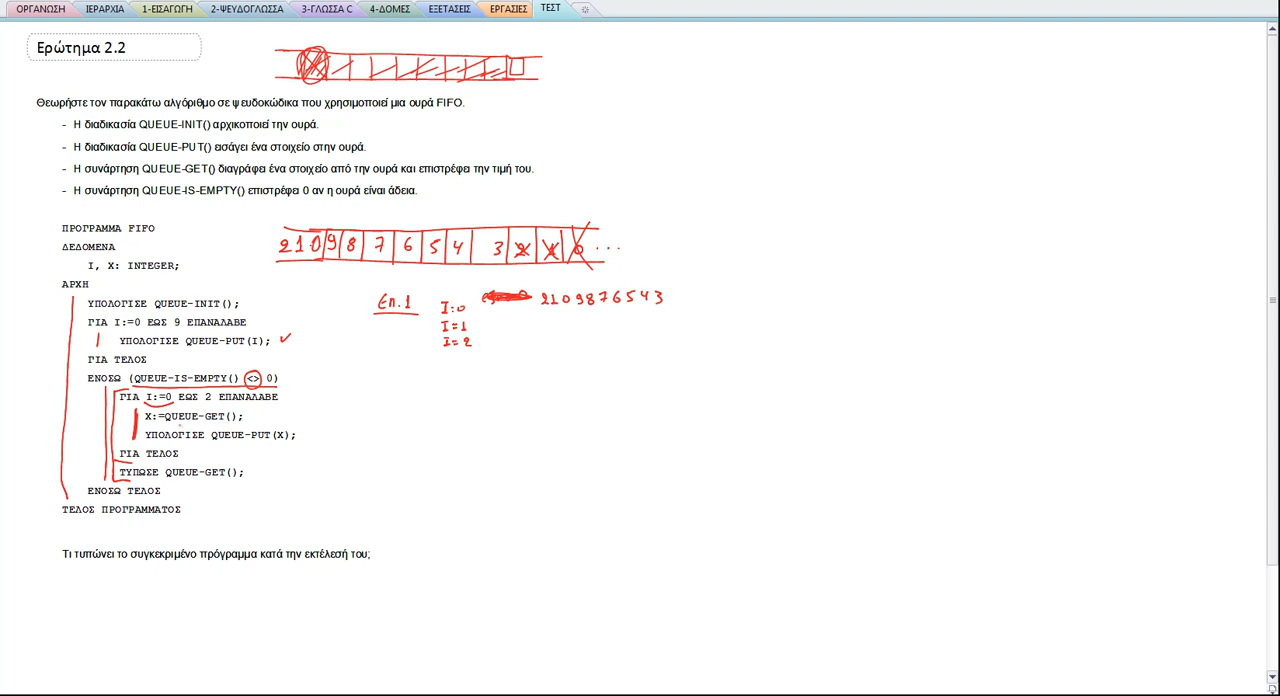 ΟΡΓΑΝΩΣΗ ΙΕΡΑΡΧΙΑ 1-ΕΙΣΑΓΩΓΗ 2-ΨΕΥΔΟΓΛΩΣΣΑ 3-ΓΛΩΣΣΑ C 4-ΔΟΜΕΣ ΕΞΕΤΑΣΕΙΣ ΕΡΓΑΣΙΕΣ ΤΕΣΤ
Ερώτημα 2.2
Θεωρήστε τον παρακάτω αλγόριθμο σε ψευδοκώδικα που χρησιμοποιεί μια ουρά FIFO.
- Η διαδικασία QUEUE-INIT() αρχικοποιεί την ουρά.
- Η διαδικασία QUEUE-PUT() εισάγει ένα στοιχείο στην ουρά.
- Η συνάρτηση QUEUE-GET() διαγράφει ένα στοιχείο από την ουρά και επιστρέφει την τιμή του.
- Η συνάρτηση QUEUE-IS-EMPTY() επιστρέφει 0 αν η ουρά είναι άδεια.
ΠΡΟΓΡΑΜΜΑ FIFO
ΔΕΔΟΜΕΝΑ
2 1 0 9 8 7 6 5 4 3 2 1 0 ...
I, X: INTEGER;
ΑΡΧΗ
ΥΠΟΛΟΓΙΣΕ QUEUE-INIT();
Επ. 1 I:0 2109876543
ΓΙΑ I:=0 ΕΩΣ 9 ΕΠΑΝΑΛΑΒΕ
I=1
ΥΠΟΛΟΓΙΣΕ QUEUE-PUT(I); ✓
I=2
ΓΙΑ ΤΕΛΟΣ
ΕΝΟΣΩ (QUEUE-IS-EMPTY() <> 0)
ΓΙΑ I:=0 ΕΩΣ 2 ΕΠΑΝΑΛΑΒΕ
X:=QUEUE-GET();
ΥΠΟΛΟΓΙΣΕ QUEUE-PUT(X);
ΓΙΑ ΤΕΛΟΣ
ΤΥΠΩΣΕ QUEUE-GET();
ΕΝΟΣΩ ΤΕΛΟΣ
ΤΕΛΟΣ ΠΡΟΓΡΑΜΜΑΤΟΣ
Τι τυπώνει το συγκεκριμένο πρόγραμμα κατά την εκτέλεσή του;